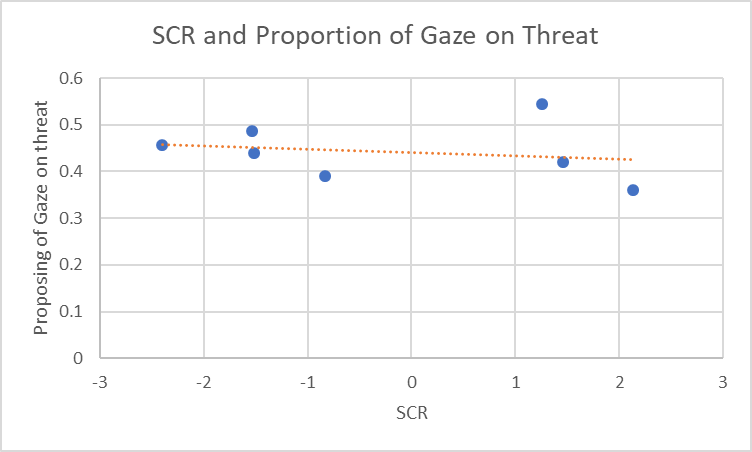 SCR and Proportion of Gaze on Threat
Proposing of Gaze on threat
0.6
0.5
0.4
0.3
0.2
0.1
0
-3 -2 -1 0 1 2 3
SCR